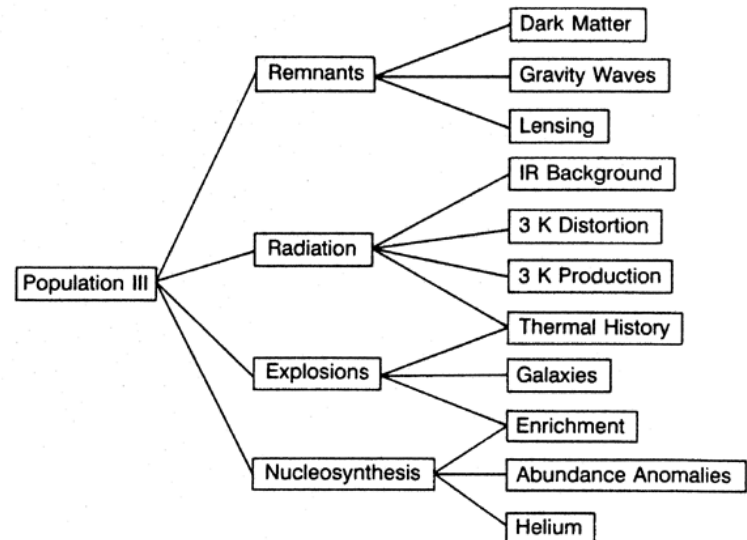 Dark Matter
Remnants
Gravity Waves
Lensing
IR Background
3 K Distortion
Radiation
3 K Production
Population III
Thermal History
Explosions
Galaxies
Enrichment
Nucleosynthesis
Abundance Anomalies
Helium